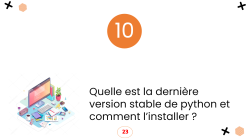 10
Quelle est la dernière
version stable de python et
comment l'installer ?
23